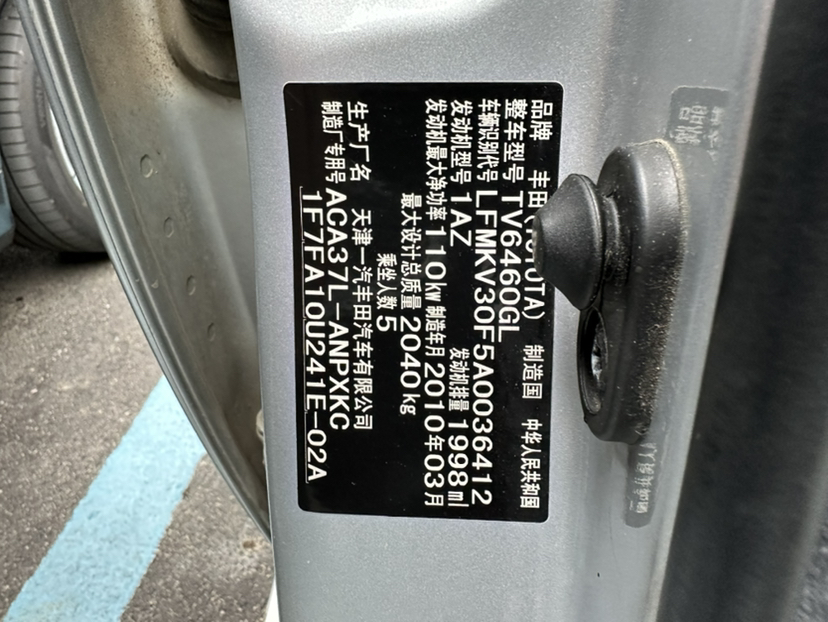 品牌 丰田(TOYOTA) 制造国 中华人民共和国
整车型号 TV6460GL
车辆识别代号 LFMKV30F5A0036412
发动机型号 1AZ 发动机排量 1998ml
发动机最大净功率 110kw 制造年月 2010年03月
最大设计总质量 2040kg
乘坐人数 5
生产厂名 天津一汽丰田汽车有限公司
制造厂专用号 ACA37L-ANPXKC
1F7FA10U241E-02A